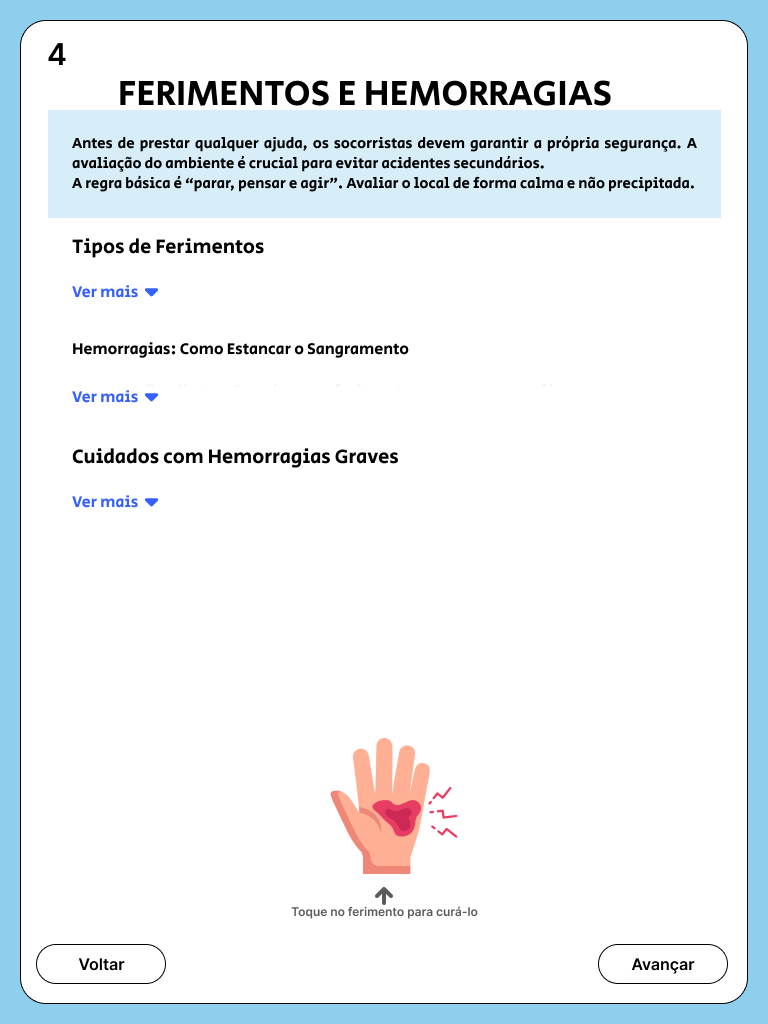 4
FERIMENTOS E HEMORRAGIAS
Antes de prestar qualquer ajuda, os socorristas devem garantir a própria segurança. A
avaliação do ambiente é crucial para evitar acidentes secundários.
A regra básica é “parar, pensar e agir”. Avaliar o local de forma calma e não precipitada.
Tipos de Ferimentos
Ver mais
Hemorragias: Como Estancar o Sangramento
Ver mais
Cuidados com Hemorragias Graves
Ver mais
Toque no ferimento para curá-lo
Voltar
Avançar